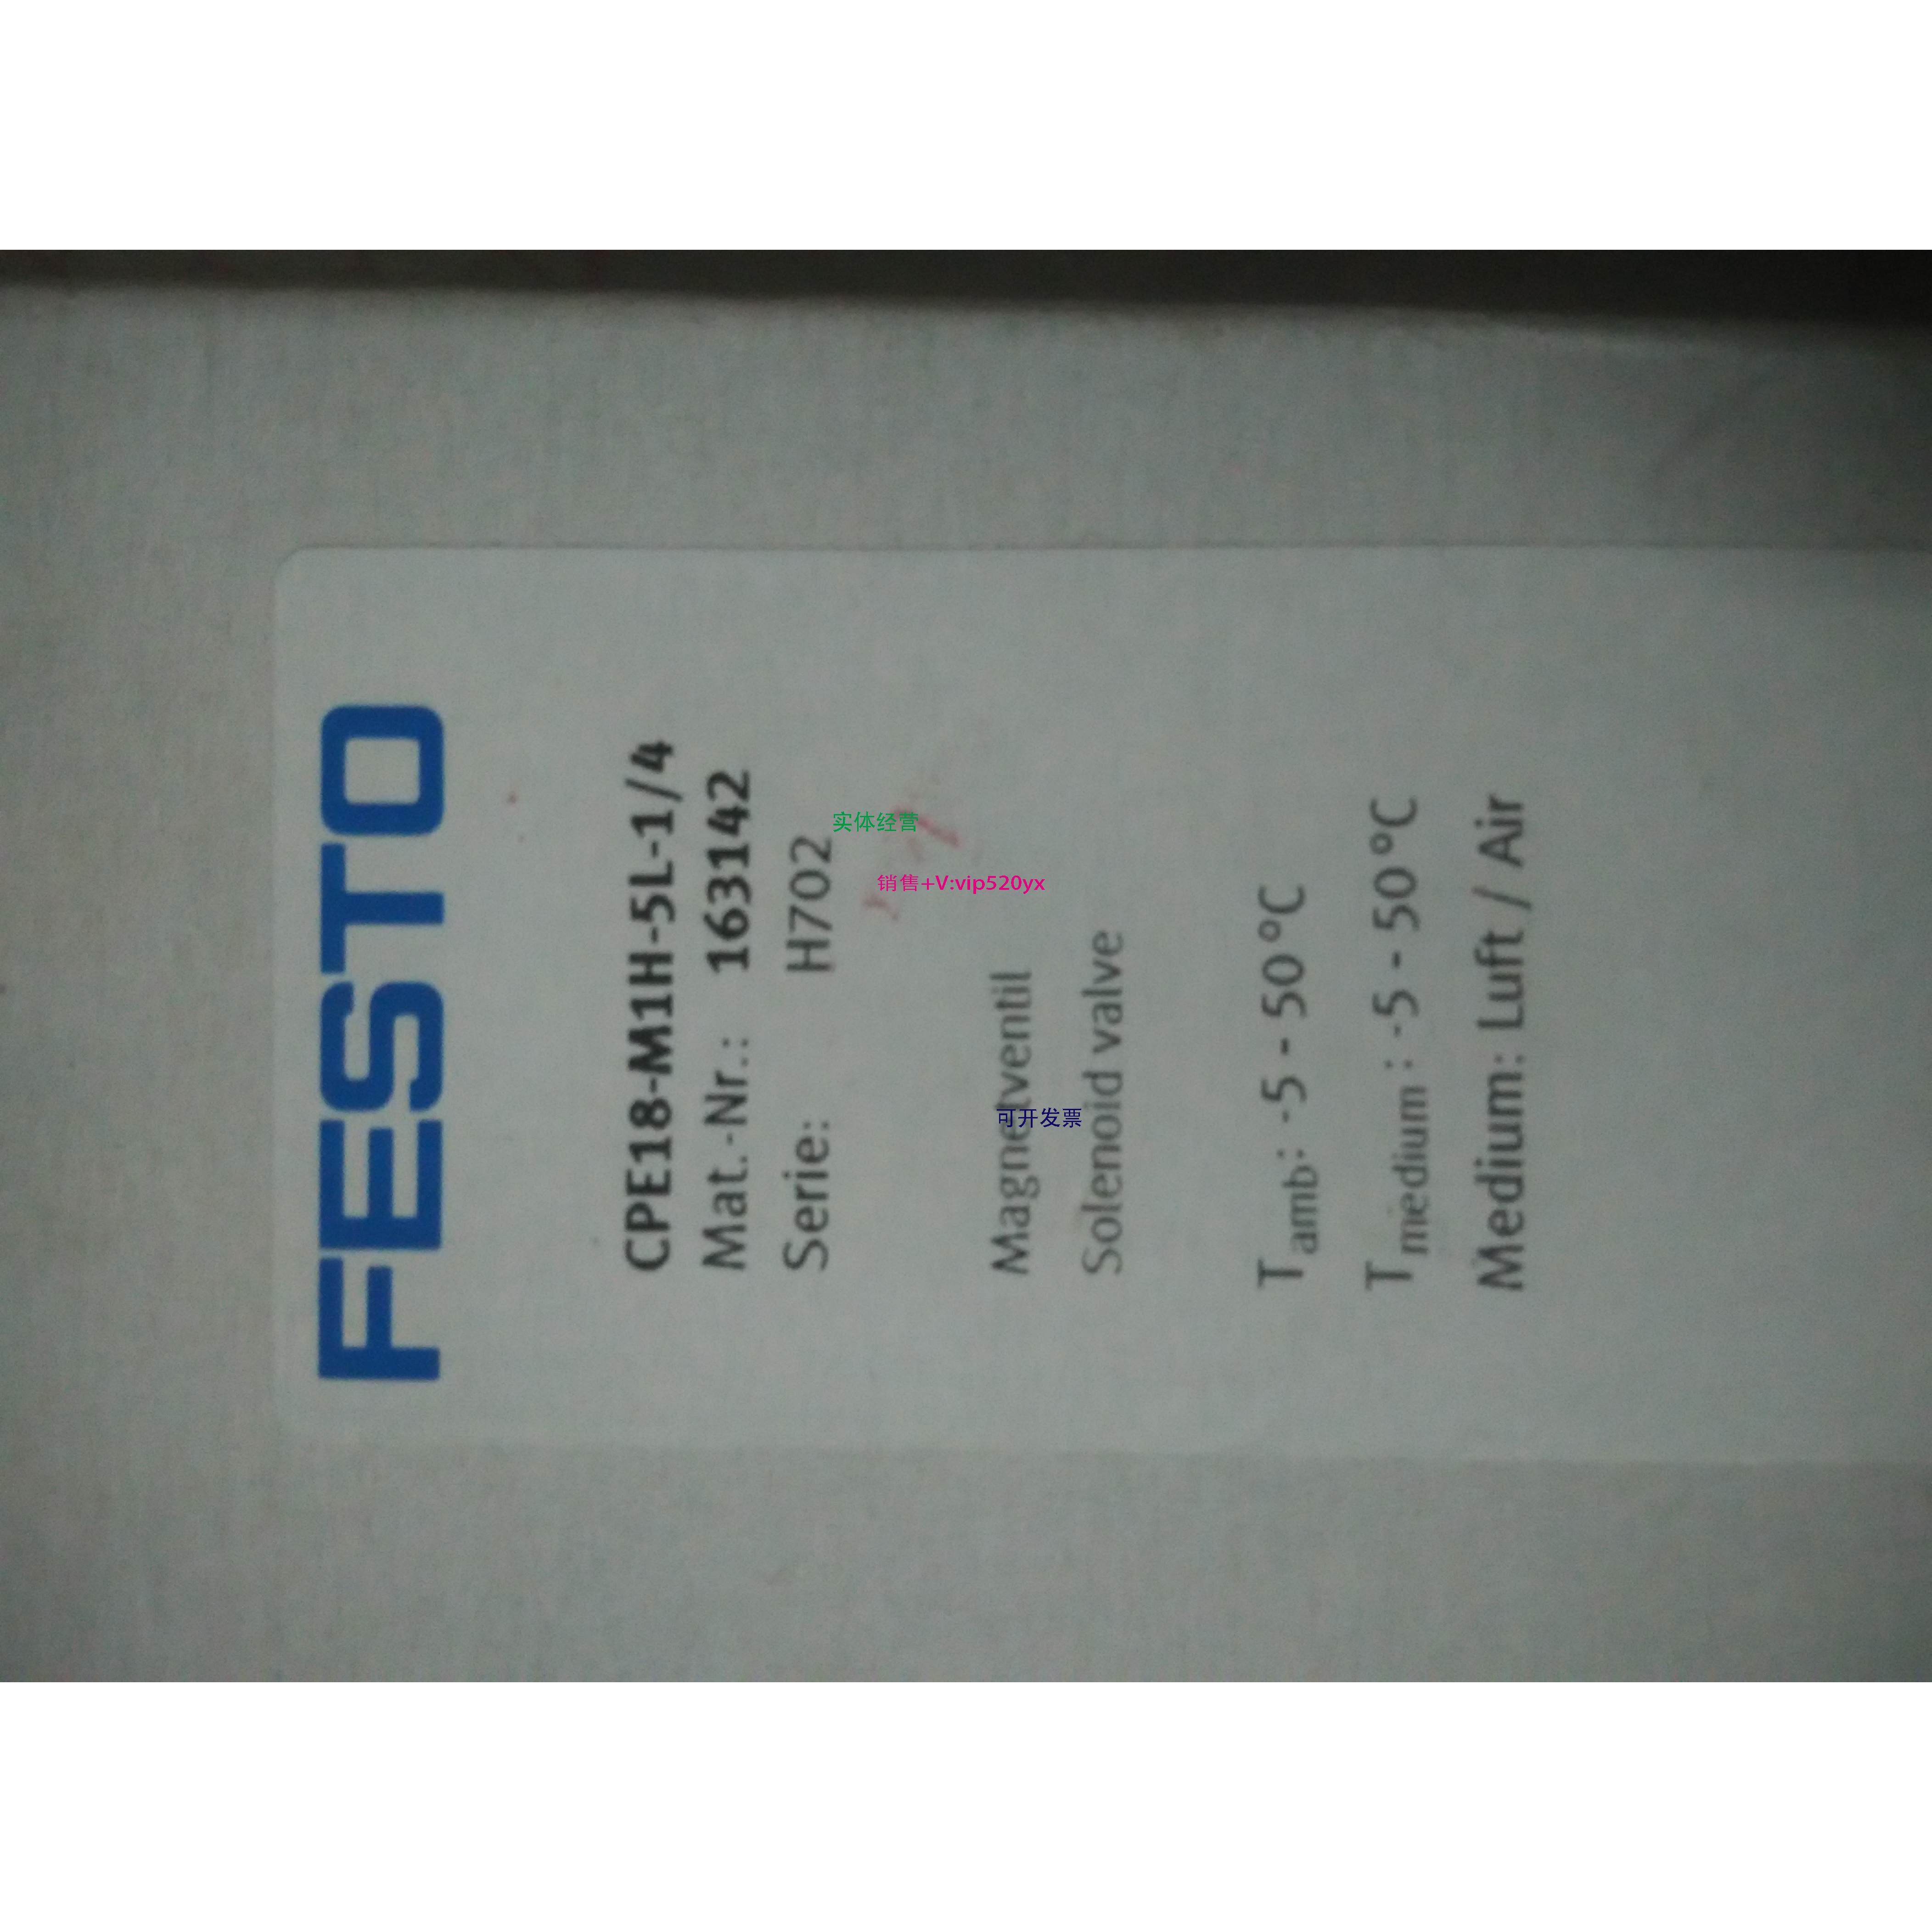 FESTO
CPE18-M1H-5L-1/4
Mat.-Nr.: 163142
Serie: H702
实体经营
销售+V:vip520yx
Magnetventil
可开发票
Solenoid valve
Tamb: -5 - 50°C
Tmedium: -5 - 50°C
Medium: Luft / Air